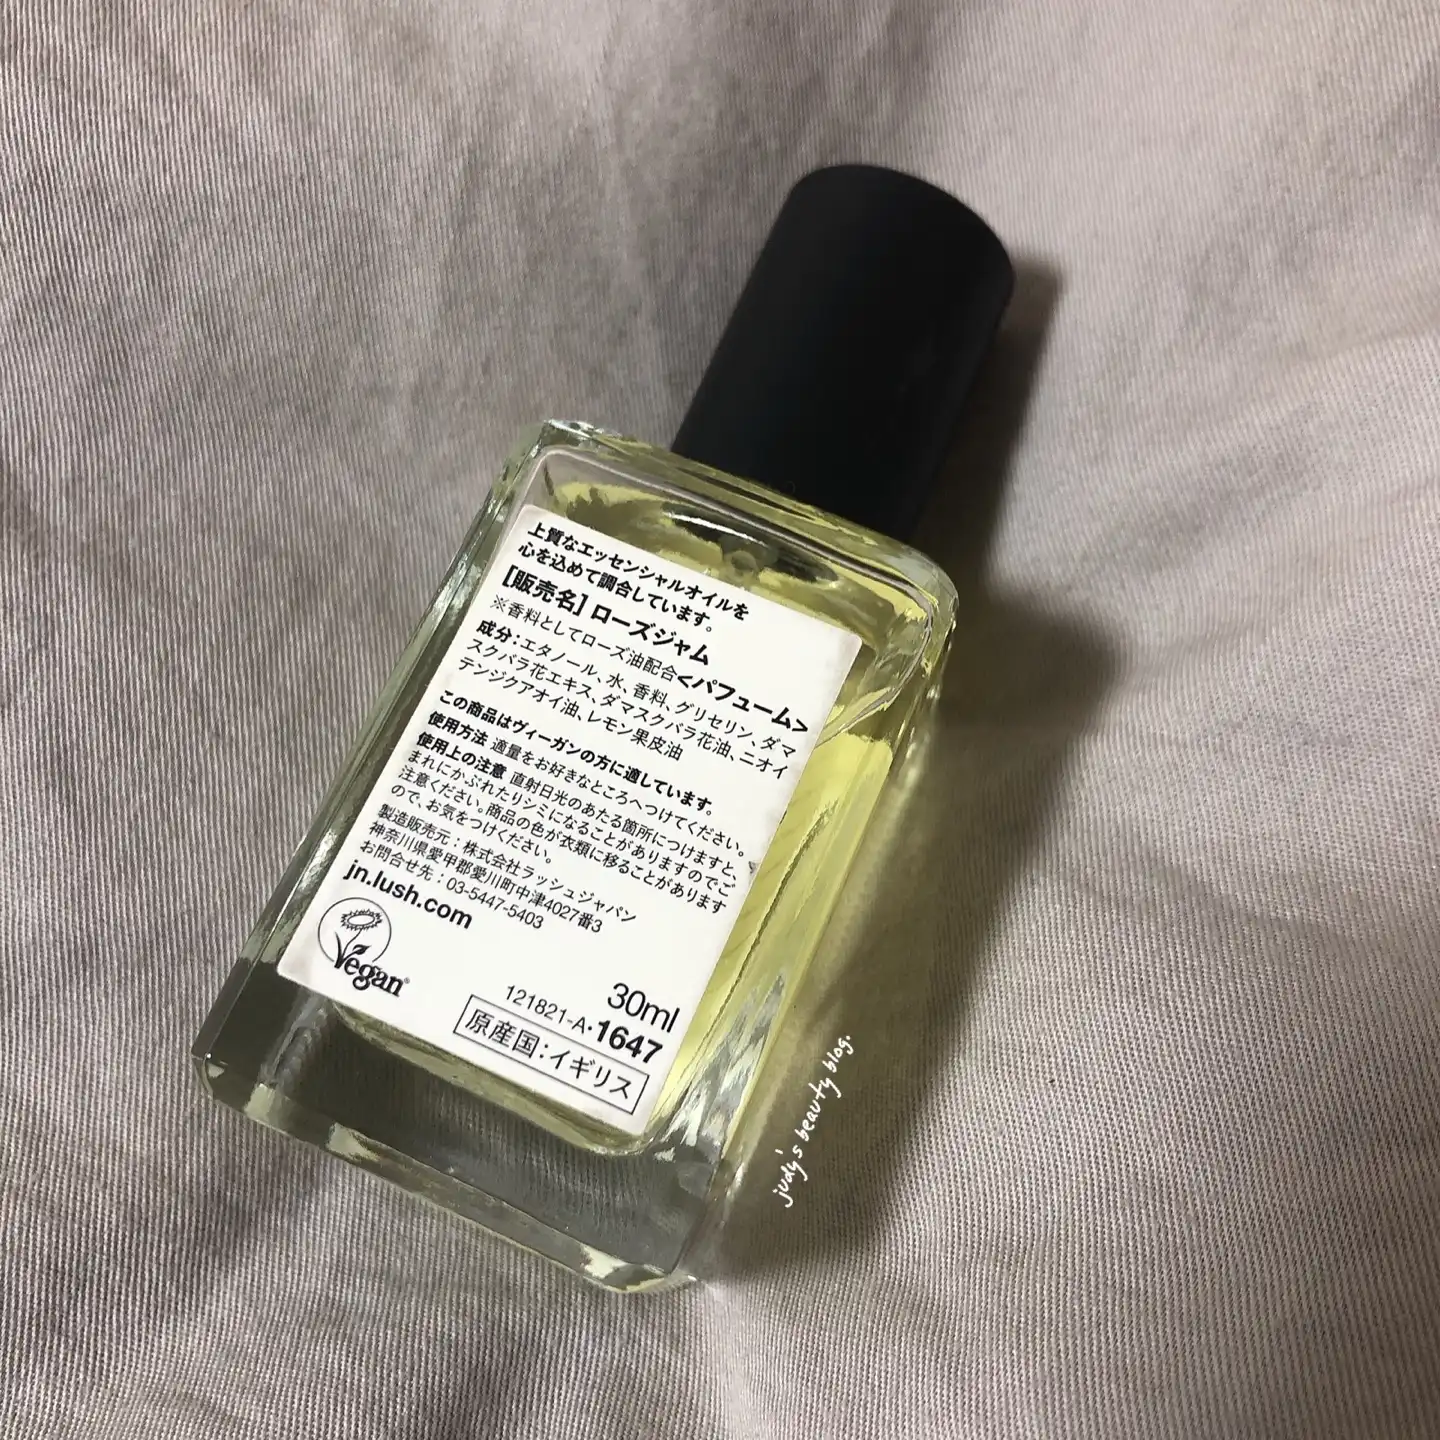 上質なエッセンシャルオイルを
心を込めて調合しています。
[販売名] ローズジャム
※香料としてローズ油配合<パフューム>
成分：エタノール、水、香料、グリセリン、ダマ
スクバラ花エキス、ダマスクバラ花油、ニオイ
テンジクアオイ油、レモン果皮油
この商品はヴィーガンの方に適しています。
使用方法 適量をお好きなところへつけてください。
使用上の注意 直射日光のあたる箇所につけますと、
まれにかぶれたりシミになることがありますのでご
注意ください。商品の色が衣類に移ることがあります
ので、お気をつけください。
製造販売元：株式会社ラッシュジャパン
神奈川県愛甲郡愛川町中津4027番3
お問合せ先：03-5447-5403
jn.lush.com
Vegan
30ml
121821-A·1647
原産国：イギリス
judy's beauty blog.